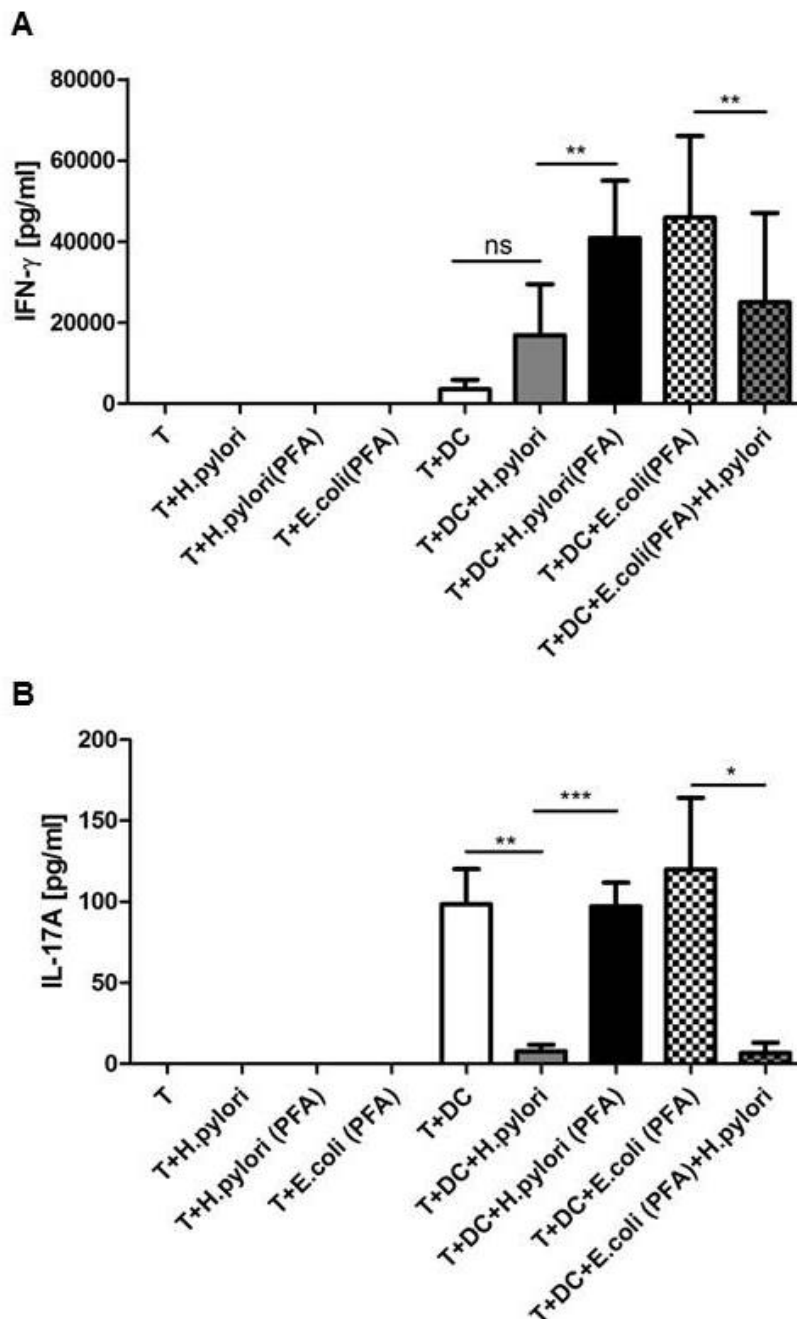 A
IFN-γ [pg/ml]
80000
60000
40000
20000
0
ns
**
**
T
T+H.pylori
T+H.pylori(PFA)
T+E.coli(PFA)
T+DC
T+DC+H.pylori
T+DC+H.pylori(PFA)
T+DC+E.coli(PFA)
T+DC+E.coli(PFA)+H.pylori
B
IL-17A [pg/ml]
200
150
100
50
0
**
***
*
T
T+H.pylori
T+H.pylori (PFA)
T+E.coli (PFA)
T+DC
T+DC+H.pylori
T+DC+H.pylori (PFA)
T+DC+E.coli (PFA)
T+DC+E.coli (PFA)+H.pylori